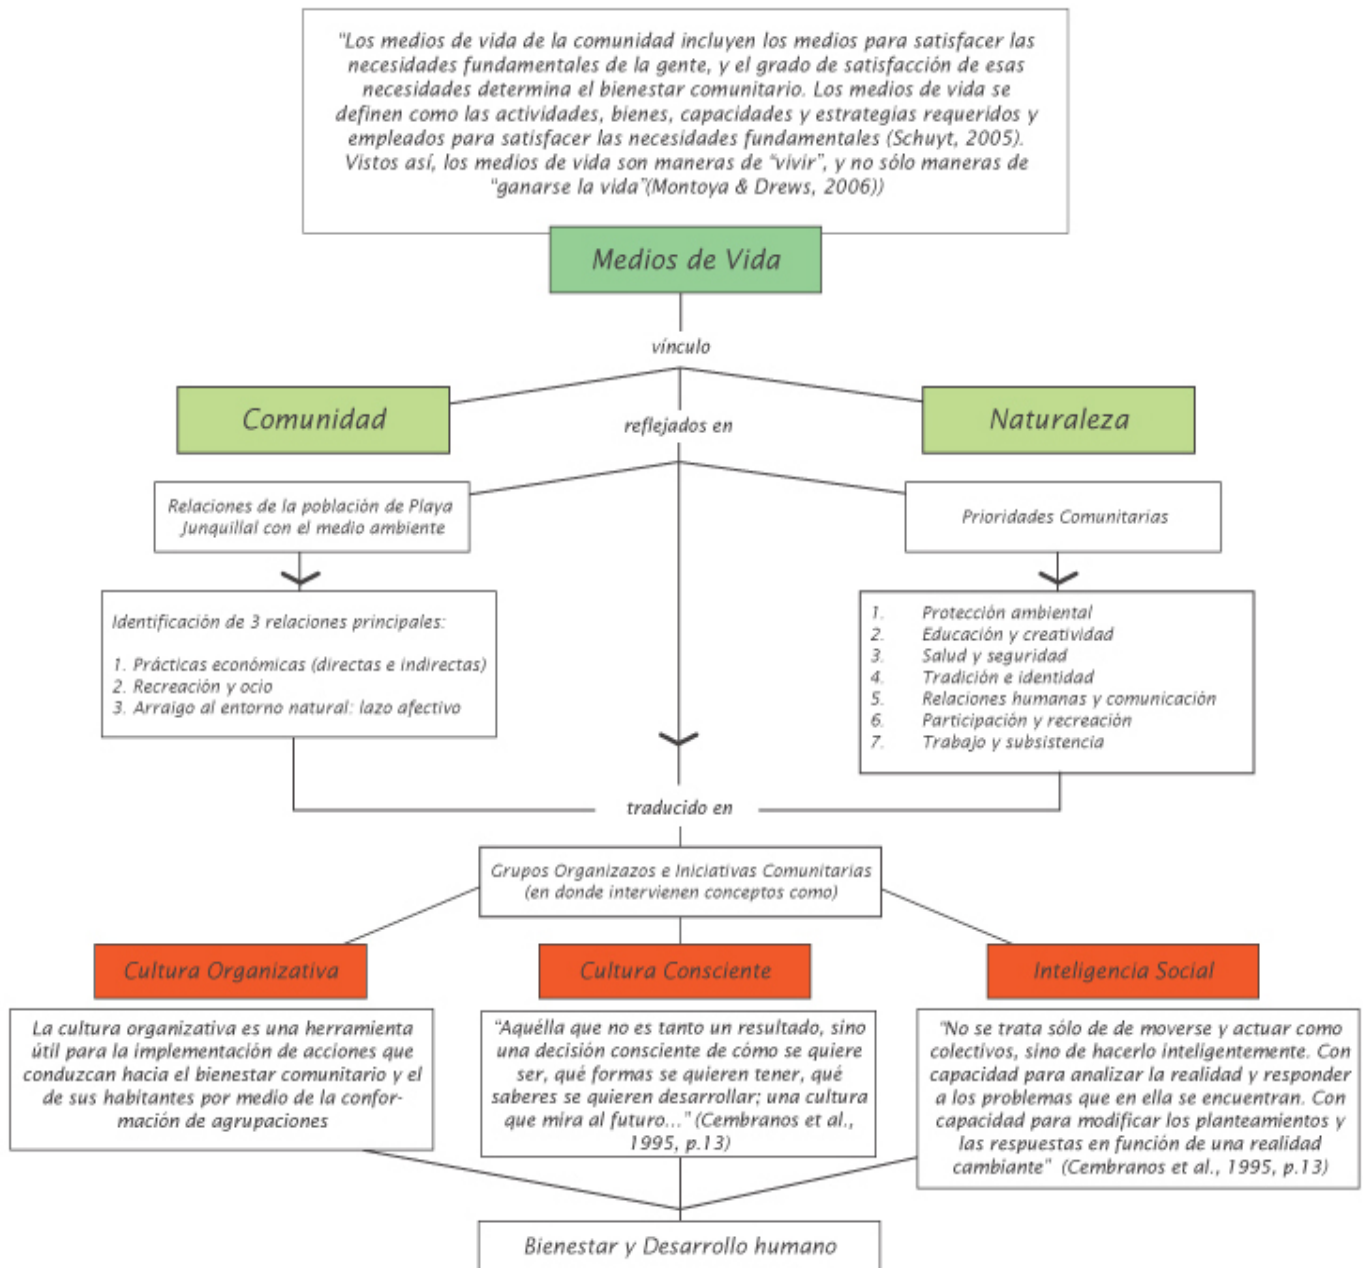 "Los medios de vida de la comunidad incluyen los medios para satisfacer las
necesidades fundamentales de la gente, y el grado de satisfacción de esas
necesidades determina el bienestar comunitario. Los medios de vida se
definen como las actividades, bienes, capacidades y estrategias requeridos y
empleados para satisfacer las necesidades fundamentales (Schuyt, 2005).
Vistos así, los medios de vida son maneras de "vivir", y no sólo maneras de
"ganarse la vida"(Montoya & Drews, 2006))
Medios de Vida
vínculo
Comunidad
Naturaleza
reflejados en
Relaciones de la población de Playa
Junquillal con el medio ambiente
Prioridades Comunitarias
Identificación de 3 relaciones principales:
1. Prácticas económicas (directas e indirectas)
2. Recreación y ocio
3. Arraigo al entorno natural: lazo afectivo
1. Protección ambiental
2. Educación y creatividad
3. Salud y seguridad
4. Tradición e identidad
5. Relaciones humanas y comunicación
6. Participación y recreación
7. Trabajo y subsistencia
traducido en
Grupos Organizazos e Iniciativas Comunitarias
(en donde intervienen conceptos como)
Cultura Organizativa
Cultura Consciente
Inteligencia Social
La cultura organizativa es una herramienta
útil para la implementación de acciones que
conduzcan hacia el bienestar comunitario y el
de sus habitantes por medio de la confor-
mación de agrupaciones
"Aquélla que no es tanto un resultado, sino
una decisión consciente de cómo se quiere
ser, qué formas se quieren tener, qué
saberes se quieren desarrollar; una cultura
que mira al futuro..." (Cembranos et al.,
1995, p.13)
"No se trata sólo de de moverse y actuar como
colectivos, sino de hacerlo inteligentemente. Con
capacidad para analizar la realidad y responder
a los problemas que en ella se encuentran. Con
capacidad para modificar los planteamientos y
las respuestas en función de una realidad
cambiante" (Cembranos et al., 1995, p.13)
Bienestar y Desarrollo humano